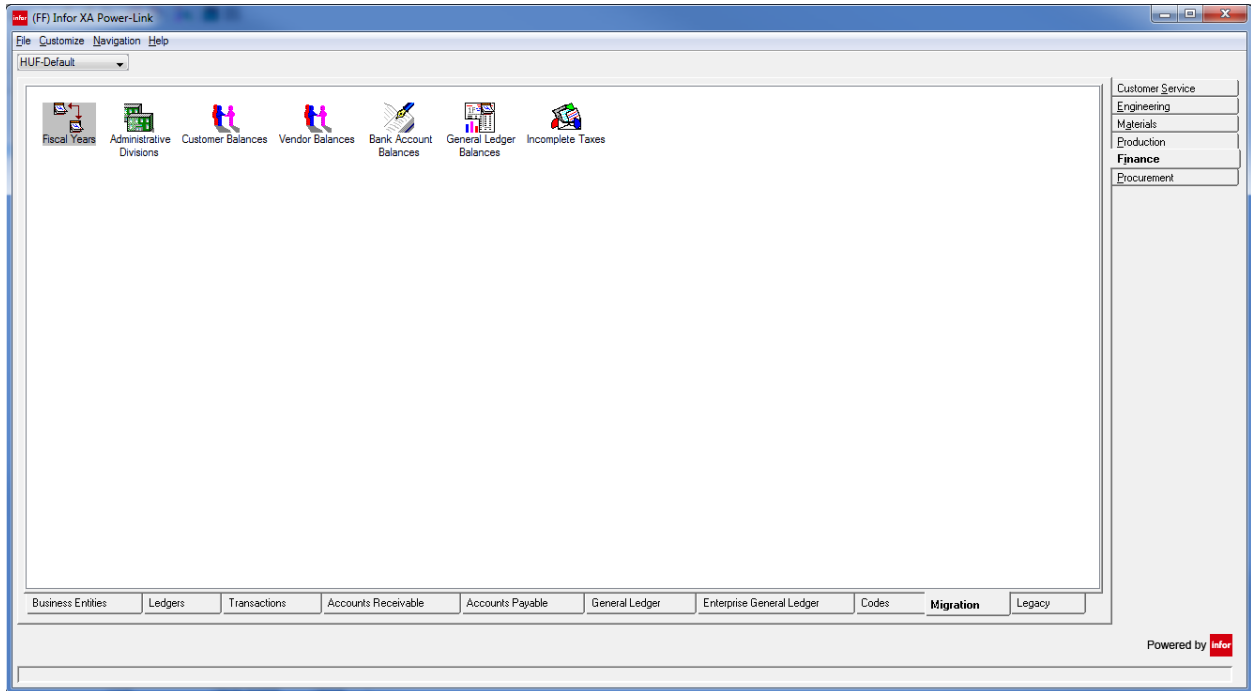 infor (FF) Infor XA Power-Link
File Customize Navigation Help
HUF-Default
Fiscal Years
Administrative Divisions
Customer Balances
Vendor Balances
Bank Account Balances
General Ledger Balances
Incomplete Taxes
Customer Service
Engineering
Materials
Production
Finance
Procurement
Business Entities Ledgers Transactions Accounts Receivable Accounts Payable General Ledger Enterprise General Ledger Codes Migration Legacy
Powered by infor